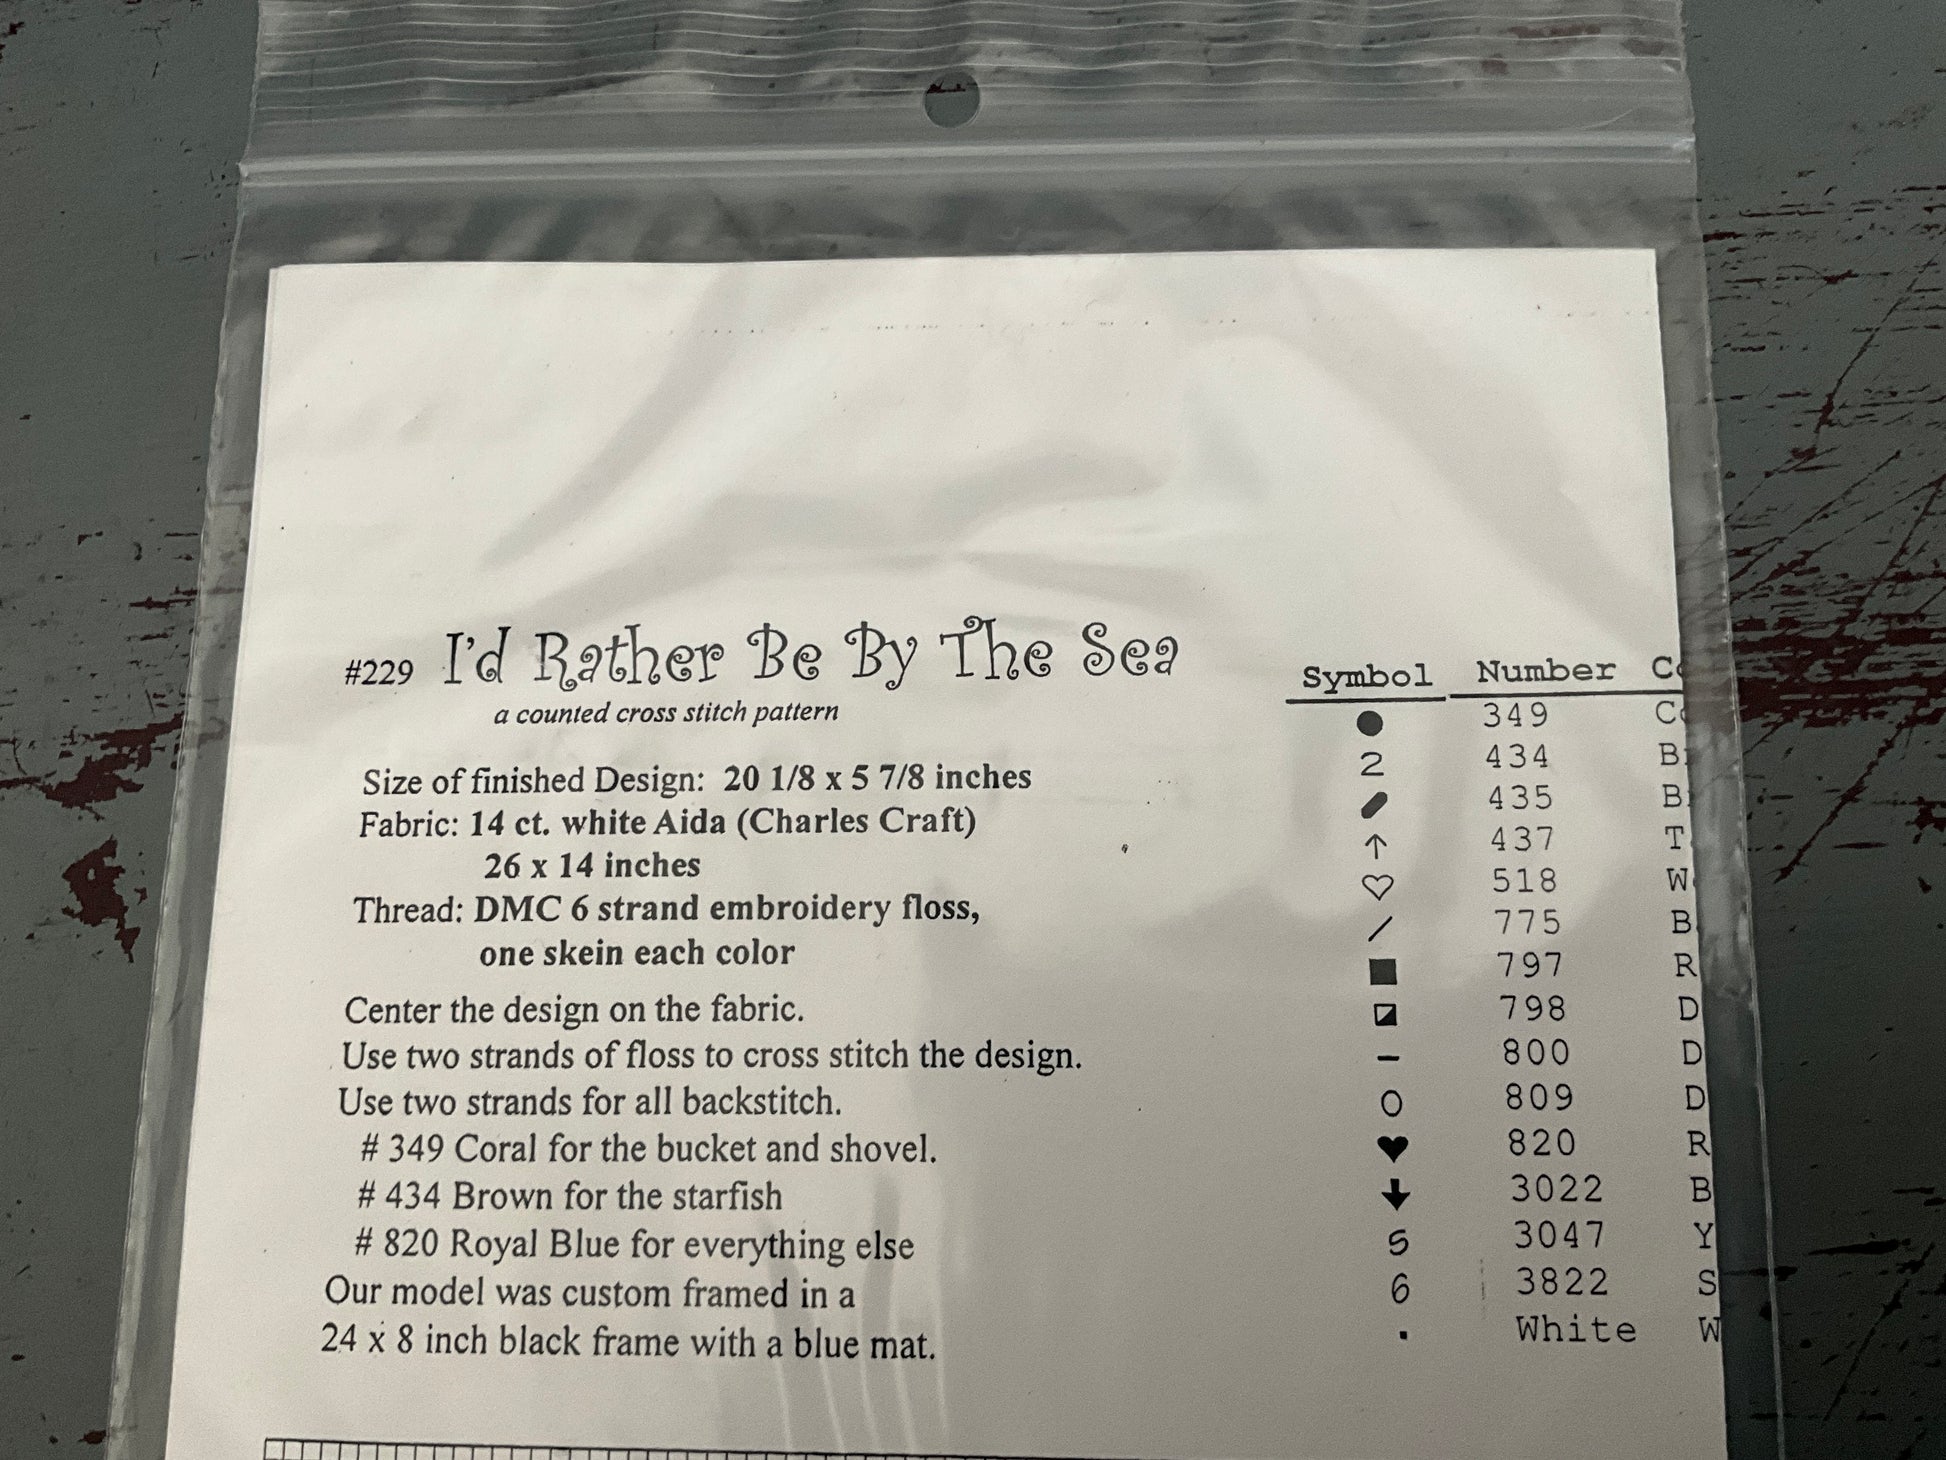 #229 I'd Rather Be By The Sea
a counted cross stitch pattern
Size of finished Design: 20 1/8 x 5 7/8 inches
Fabric: 14 ct. white Aida (Charles Craft)
26 x 14 inches
Thread: DMC 6 strand embroidery floss,
one skein each color
Center the design on the fabric.
Use two strands of floss to cross stitch the design.
Use two strands for all backstitch.
# 349 Coral for the bucket and shovel.
# 434 Brown for the starfish
# 820 Royal Blue for everything else
Our model was custom framed in a
24 x 8 inch black frame with a blue mat.
Symbol Number Co
● 349 Co
2 434 B
435 B
↑ 437 T
♡ 518 W
/ 775 B
■ 797 R
◪ 798 D
– 800 D
O 809 D
♥ 820 R
🡇 3022 B
5 3047 Y
6 3822 S
▪ White W